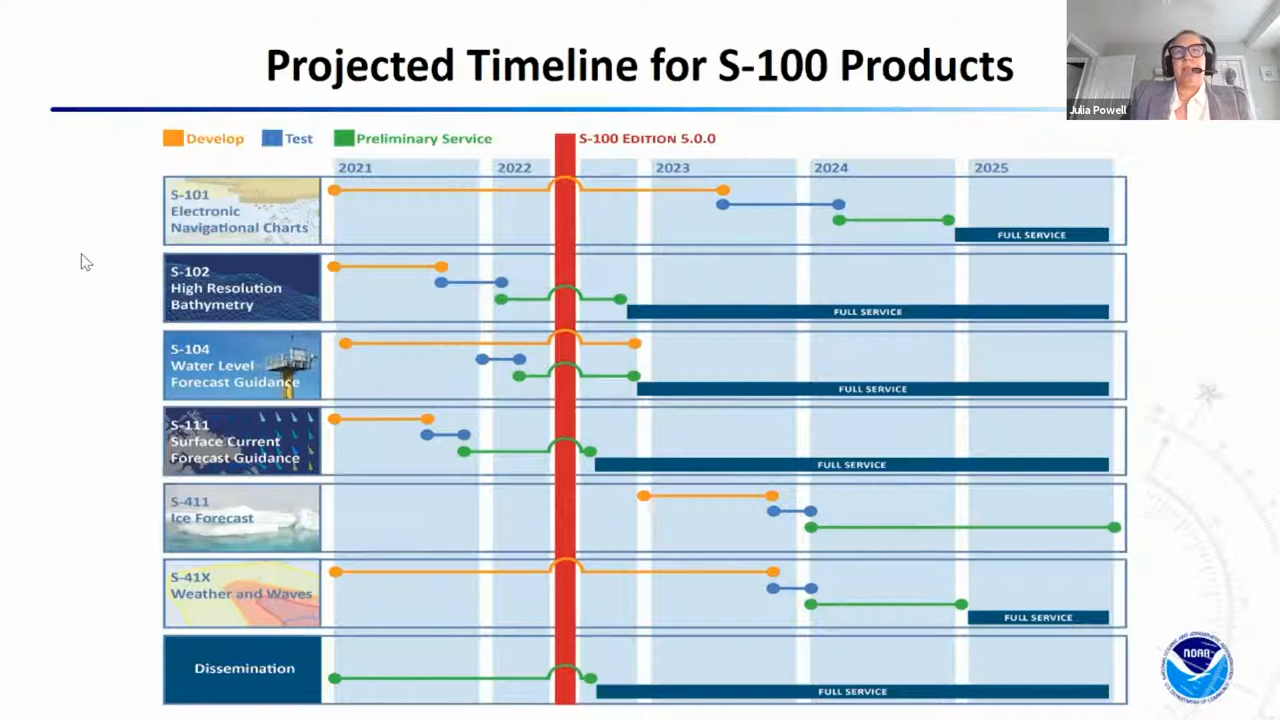 Projected Timeline for S-100 Products
Julia Powell
Develop
Test
Preliminary Service
S-100 EDITION 5.0.0
2021
2022
2023
2024
2025
S-101
Electronic
Navigational Charts
FULL SERVICE
S-102
High Resolution
Bathymetry
FULL SERVICE
S-104
Water Level
Forecast Guidance
FULL SERVICE
S-111
Surface Current
Forecast Guidance
FULL SERVICE
S-411
Ice Forecast
S-41X
Weather and Waves
FULL SERVICE
Dissemination
FULL SERVICE
NOAA